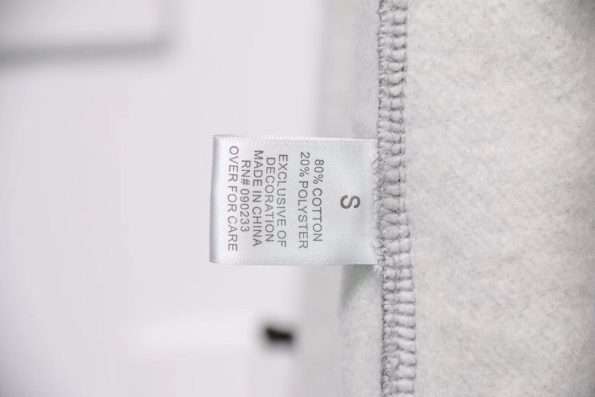 S
80% COTTON
20% POLYSTER
EXCLUSIVE OF
DECORATION
MADE IN CHINA
RN# 090233
OVER FOR CARE